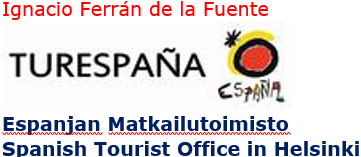 Ignacio Ferrán de la Fuente
TURESPAÑA
ESPAÑA
Espanjan Matkailutoimisto
Spanish Tourist Office in Helsinki